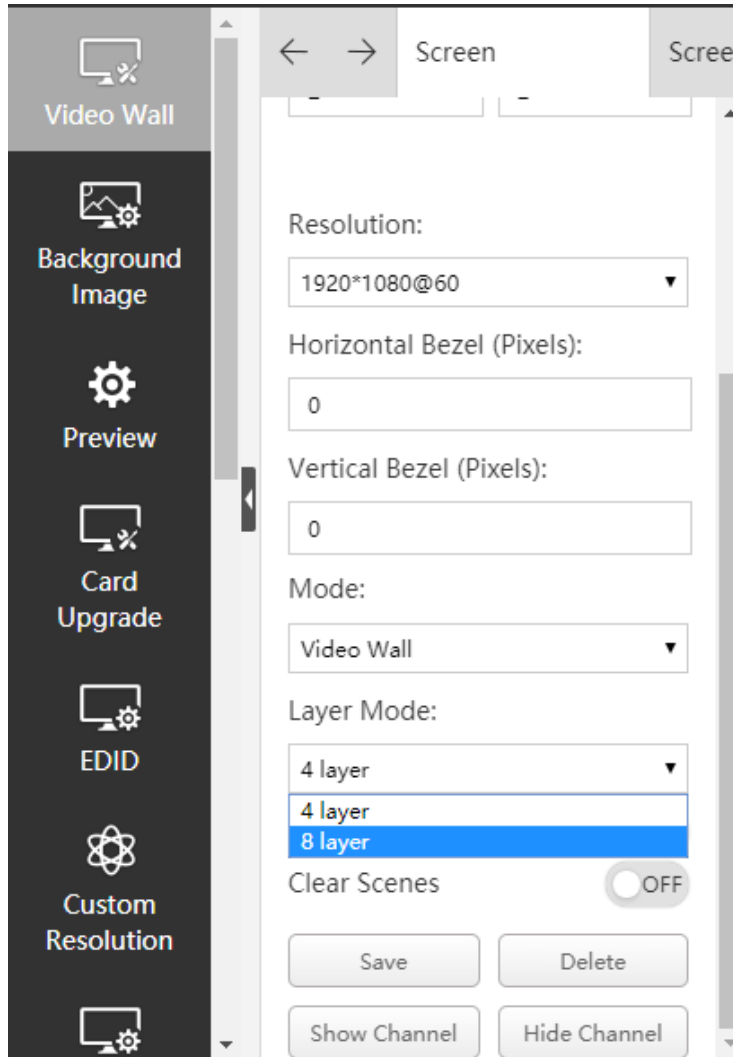 Video Wall
Background
Image
Preview
Card
Upgrade
EDID
Custom
Resolution
Screen
Scree
Resolution:
1920*1080@60
Horizontal Bezel (Pixels):
0
Vertical Bezel (Pixels):
0
Mode:
Video Wall
Layer Mode:
4 layer
4 layer
8 layer
Clear Scenes
OFF
Save
Delete
Show Channel
Hide Channel